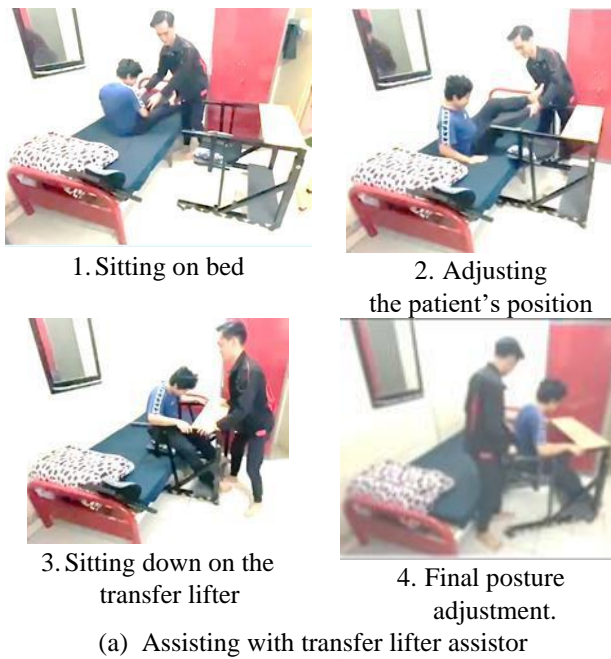 1. Sitting on bed
2. Adjusting
the patient's position
3. Sitting down on the
transfer lifter
4. Final posture
adjustment.
(a) Assisting with transfer lifter assistor